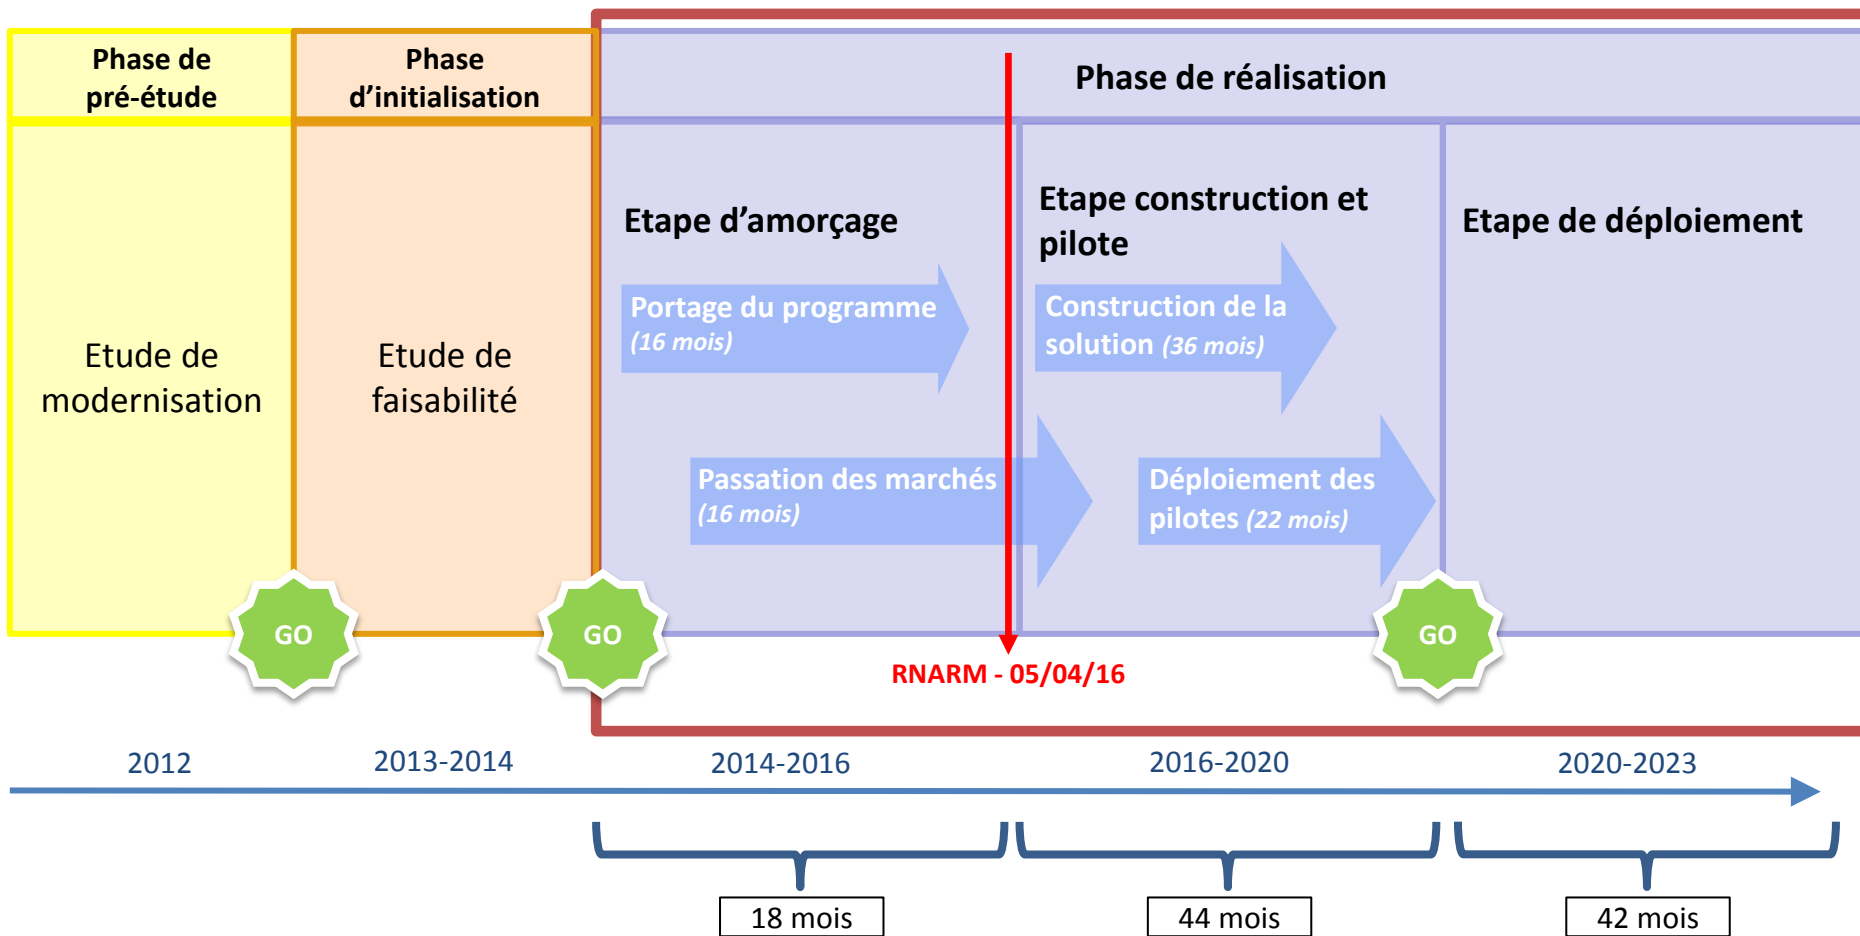 Phase de
pré-étude
Phase
d’initialisation
Phase de réalisation
Etude de
modernisation
Etude de
faisabilité
Etape d’amorçage
Portage du programme
(16 mois)
Passation des marchés
(16 mois)
Etape construction et
pilote
Construction de la
solution (36 mois)
Déploiement des
pilotes (22 mois)
Etape de déploiement
GO
GO
GO
RNARM - 05/04/16
2012
2013-2014
2014-2016
2016-2020
2020-2023
18 mois
44 mois
42 mois